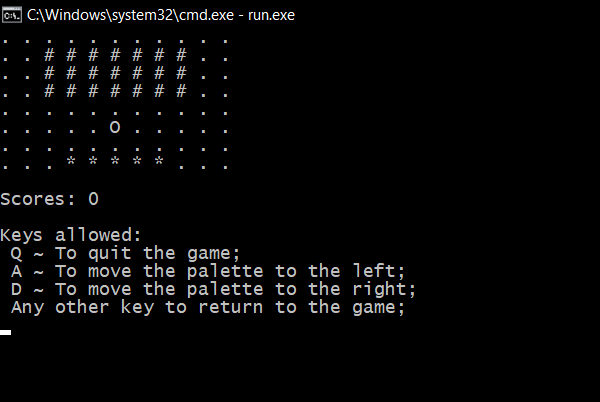 C:\Windows\system32\cmd.exe - run.exe
. . . . . . . . . . .
. . # # # # # # # . .
. . # # # # # # # . .
. . # # # # # # # . .
. . . . . . . . . . .
. . . . . O . . . . .
. . . . . . . . . . .
. . . * * * * * . . .
Scores: 0
Keys allowed:
Q ~ To quit the game;
A ~ To move the palette to the left;
D ~ To move the palette to the right;
Any other key to return to the game;